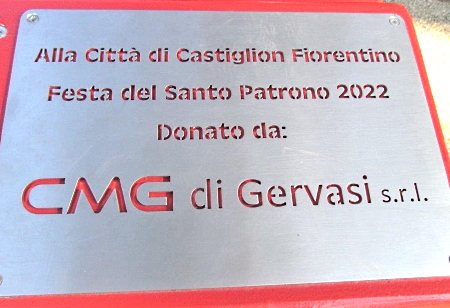 Alla Città di Castiglion Fiorentino
Festa del Santo Patrono 2022
Donato da:
CMG di Gervasi s.r.l.